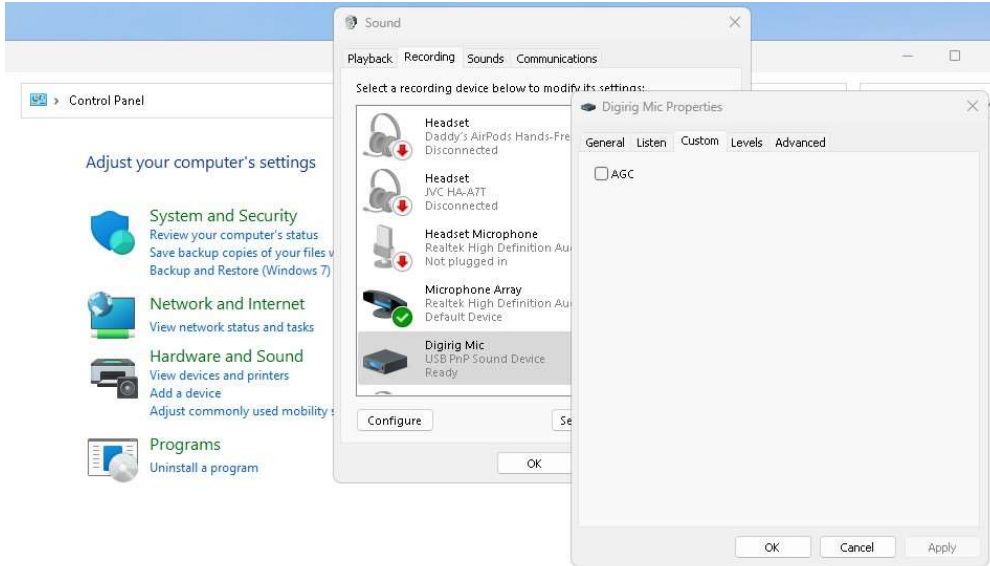 Sound
Playback Recording Sounds Communications
Select a recording device below to modify its settings:
Headset
Daddy's AirPods Hands-Fre
Disconnected
Headset
JVC HA-A7T
Disconnected
Headset Microphone
Realtek High Definition Au
Not plugged in
Microphone Array
Realtek High Definition Au
Default Device
Digirig Mic
USB PnP Sound Device
Ready
Configure
Se
OK
Control Panel
Adjust your computer's settings
System and Security
Review your computer's status
Save backup copies of your files
Backup and Restore (Windows 7)
Network and Internet
View network status and tasks
Hardware and Sound
View devices and printers
Add a device
Adjust commonly used mobility
Programs
Uninstall a program
Digirig Mic Properties
General Listen Custom Levels Advanced
AGC
OK Cancel Apply